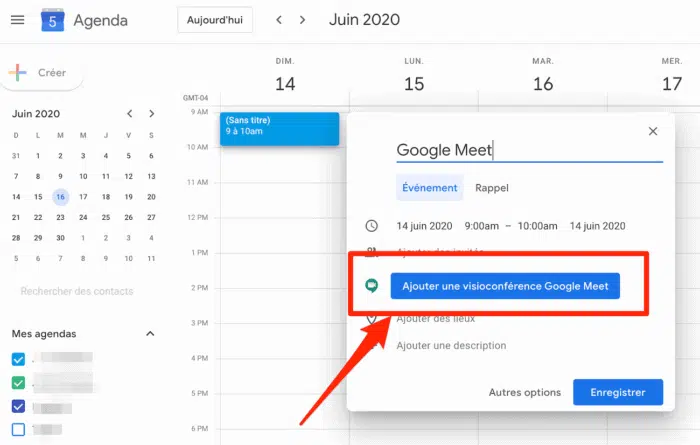 5
Agenda
Aujourd'hui
Juin 2020
Créer
Juin 2020
D L M M J V S
31 1 2 3 4 5 6
7 8 9 10 11 12 13
14 15 16 17 18 19 20
21 22 23 24 25 26 27
28 29 30 1 2 3 4
5 6 7 8 9 10 11
Rechercher des contacts
Mes agendas
DIM. LUN. MAR. MER.
14 15 16 17
GMT-04
9 AM
10 AM
11 AM
12 PM
1 PM
2 PM
3 PM
4 PM
5 PM
6 PM
(Sans titre)
9 à 10am
Google Meet
Événement Rappel
14 juin 2020 9:00am – 10:00am 14 juin 2020
Ajouter des invités
Ajouter une visioconférence Google Meet
Ajouter des lieux
Ajouter une description
Autres options Enregistrer